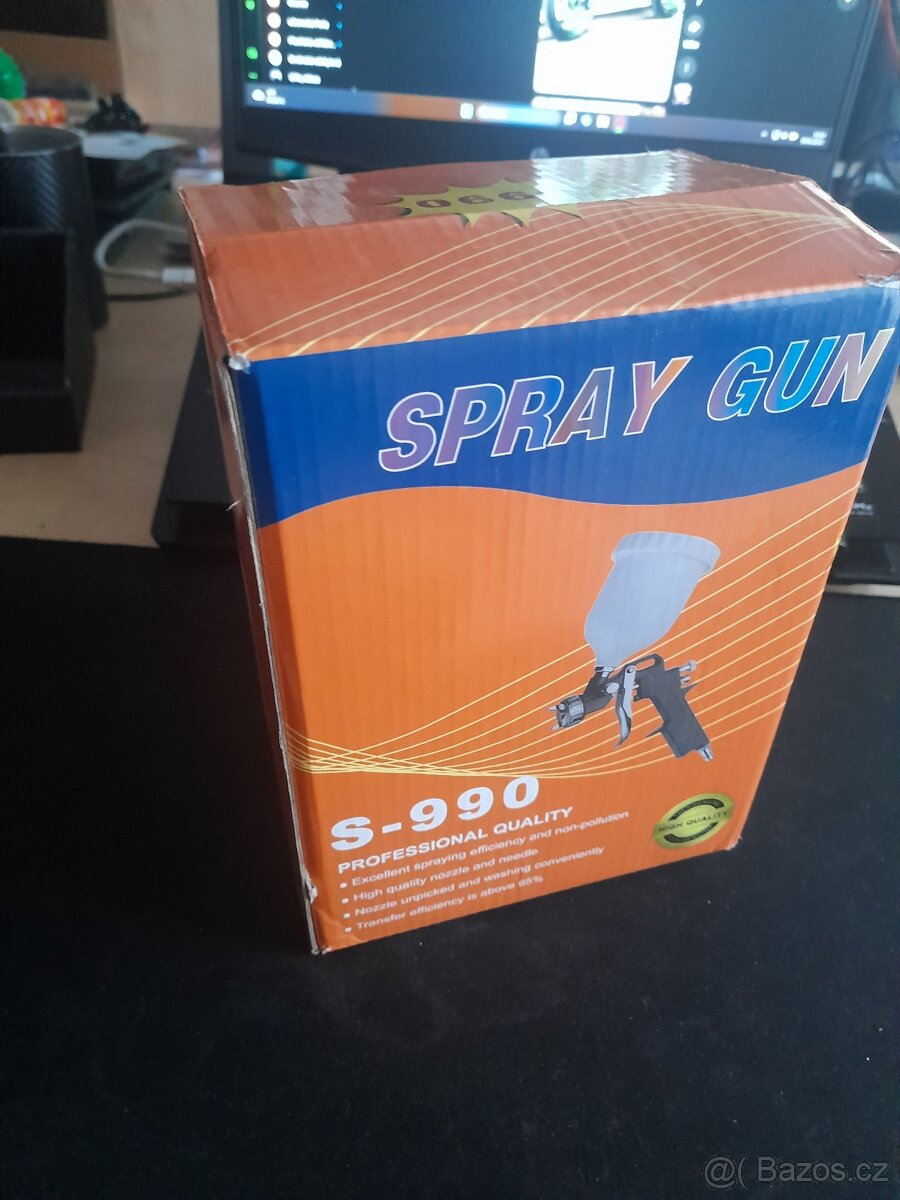 990
SPRAY GUN
S-990
PROFESSIONAL QUALITY
• Excellent spraying efficiency and non-pollution
• High quality nozzle and needle
• Nozzle unpicked and washing conveniently
• Transfer efficiency is above 65%
HIGH QUALITY
@( Bazos.cz